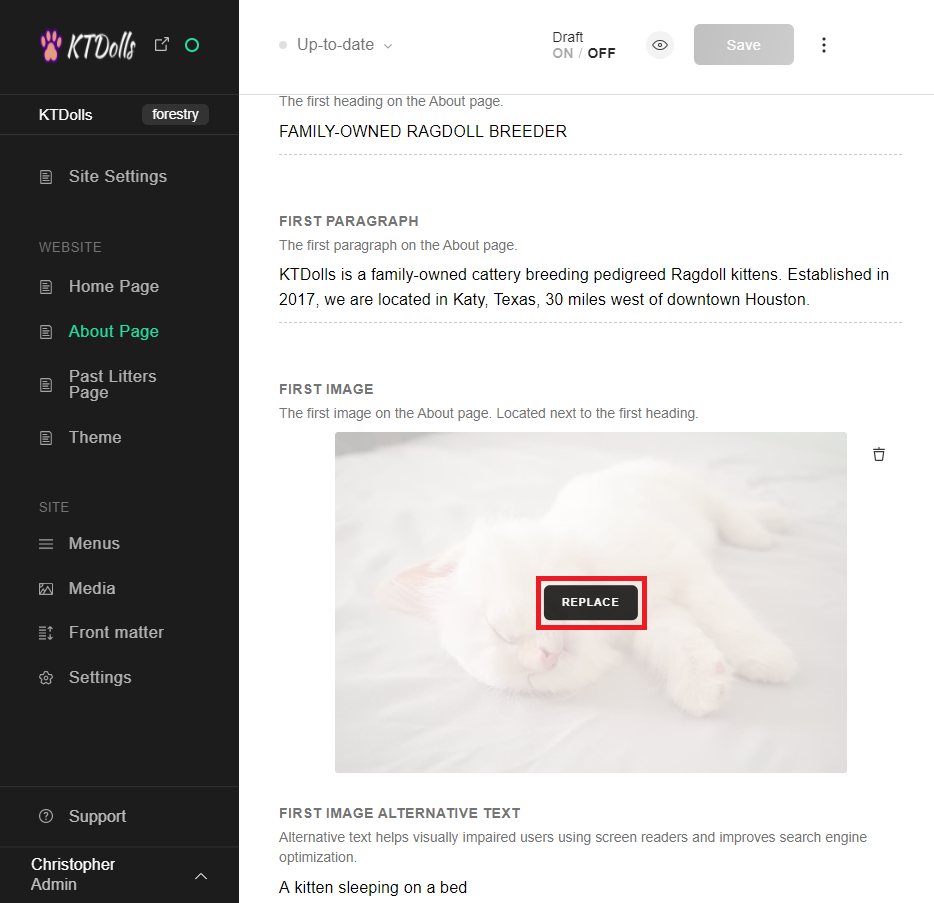 KTDolls
KTDolls
forestry
Site Settings
WEBSITE
Home Page
About Page
Past Litters
Page
Theme
SITE
Menus
Media
Front matter
Settings
Support
Christopher
Admin
Up-to-date
Draft
ON / OFF
Save
The first heading on the About page.
FAMILY-OWNED RAGDOLL BREEDER
FIRST PARAGRAPH
The first paragraph on the About page.
KTDolls is a family-owned cattery breeding pedigreed Ragdoll kittens. Established in
2017, we are located in Katy, Texas, 30 miles west of downtown Houston.
FIRST IMAGE
The first image on the About page. Located next to the first heading.
REPLACE
FIRST IMAGE ALTERNATIVE TEXT
Alternative text helps visually impaired users using screen readers and improves search engine
optimization.
A kitten sleeping on a bed